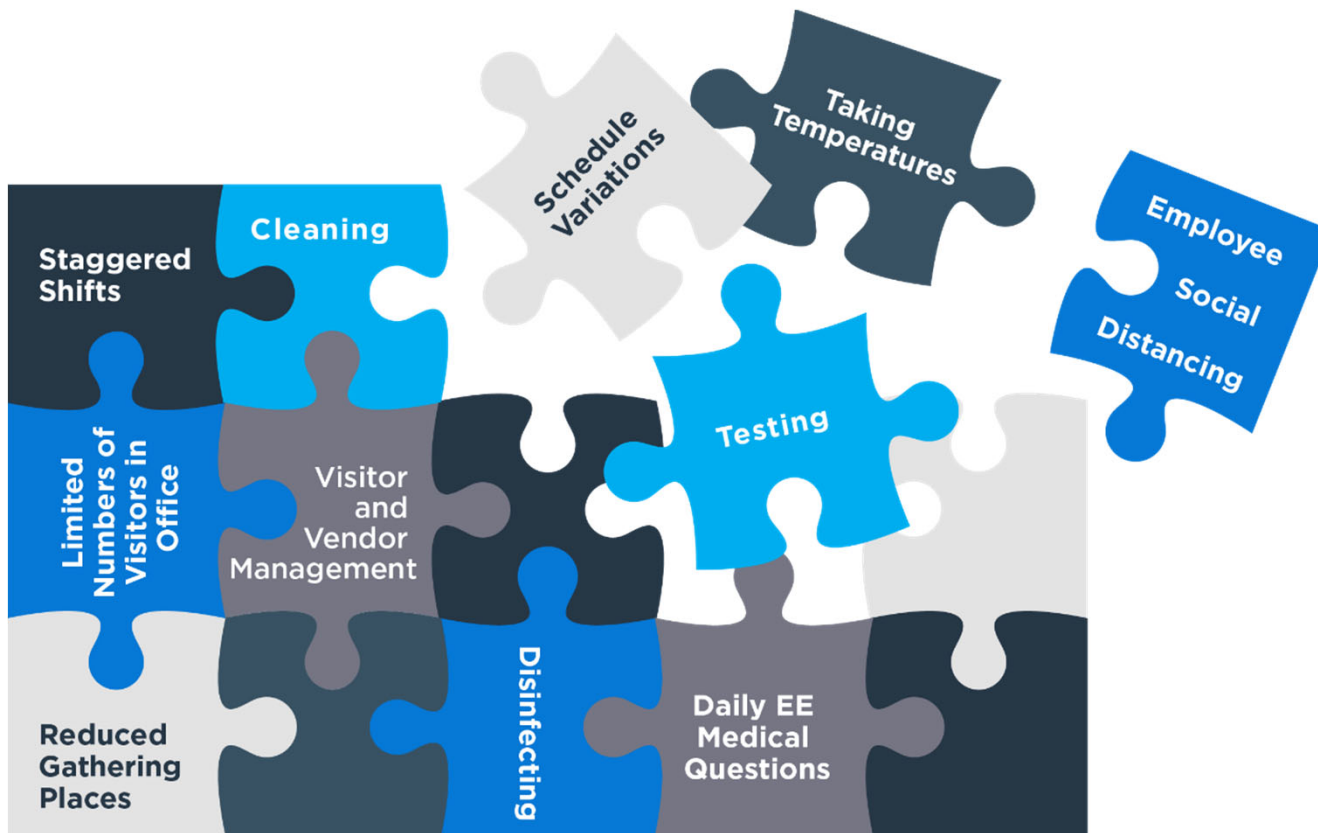 Schedule
Variations
Taking
Temperatures
Employee
Social
Distancing
Staggered
Shifts
Cleaning
Testing
Limited
Numbers of
Visitors in
Office
Visitor
and
Vendor
Management
Reduced
Gathering
Places
Disinfecting
Daily EE
Medical
Questions